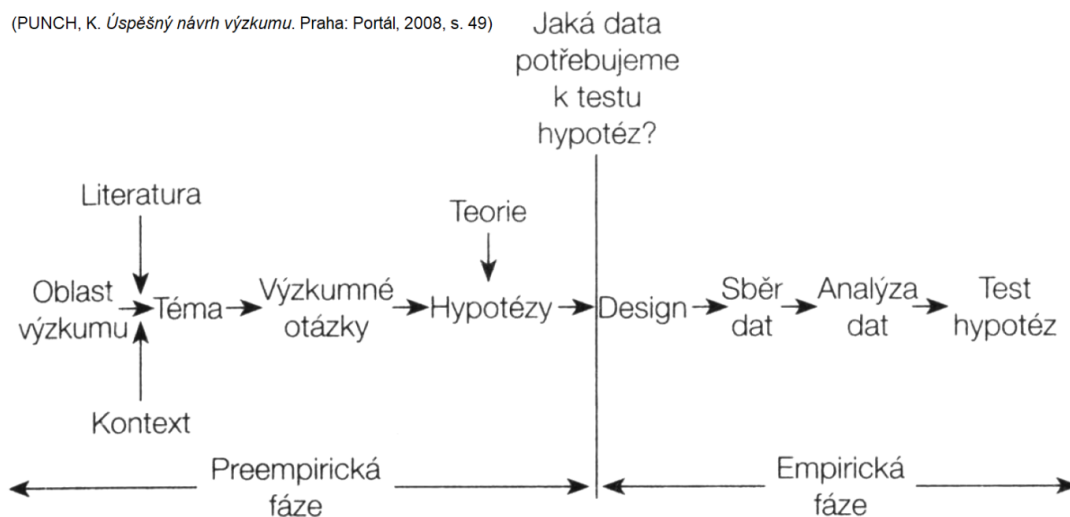 (PUNCH, K. Úspěšný návrh výzkumu. Praha: Portál, 2008, s. 49)
Jaká data
potřebujeme
k testu
hypotéz?
Literatura
Teorie
Oblast
výzkumu
Téma
Výzkumné
otázky
Hypotézy
Design
Sběr
dat
Analýza
dat
Test
hypotéz
Kontext
Preempirická
fáze
Empirická
fáze